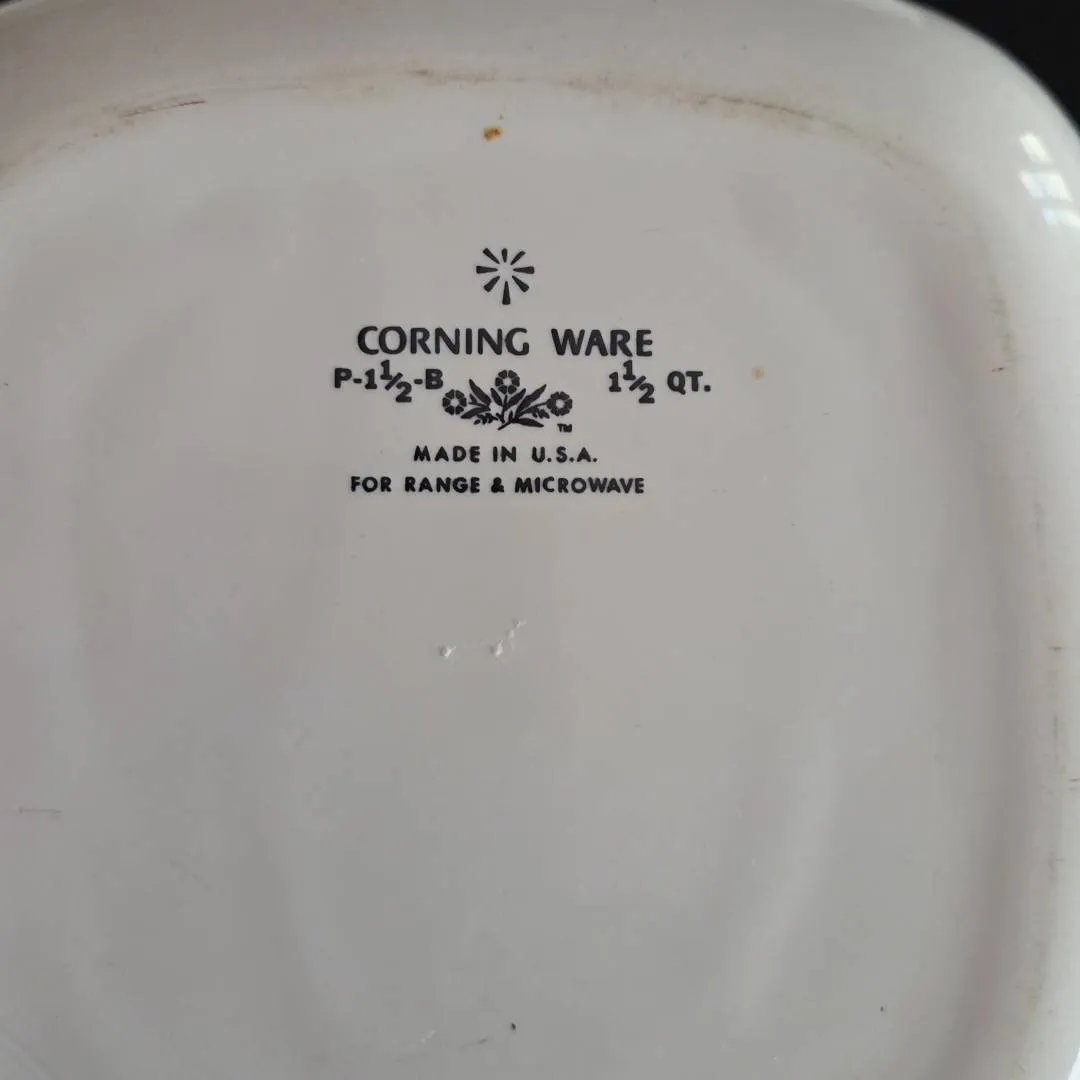 CORNING WARE
P-1½-B 1½ QT.
TM
MADE IN U.S.A.
FOR RANGE & MICROWAVE